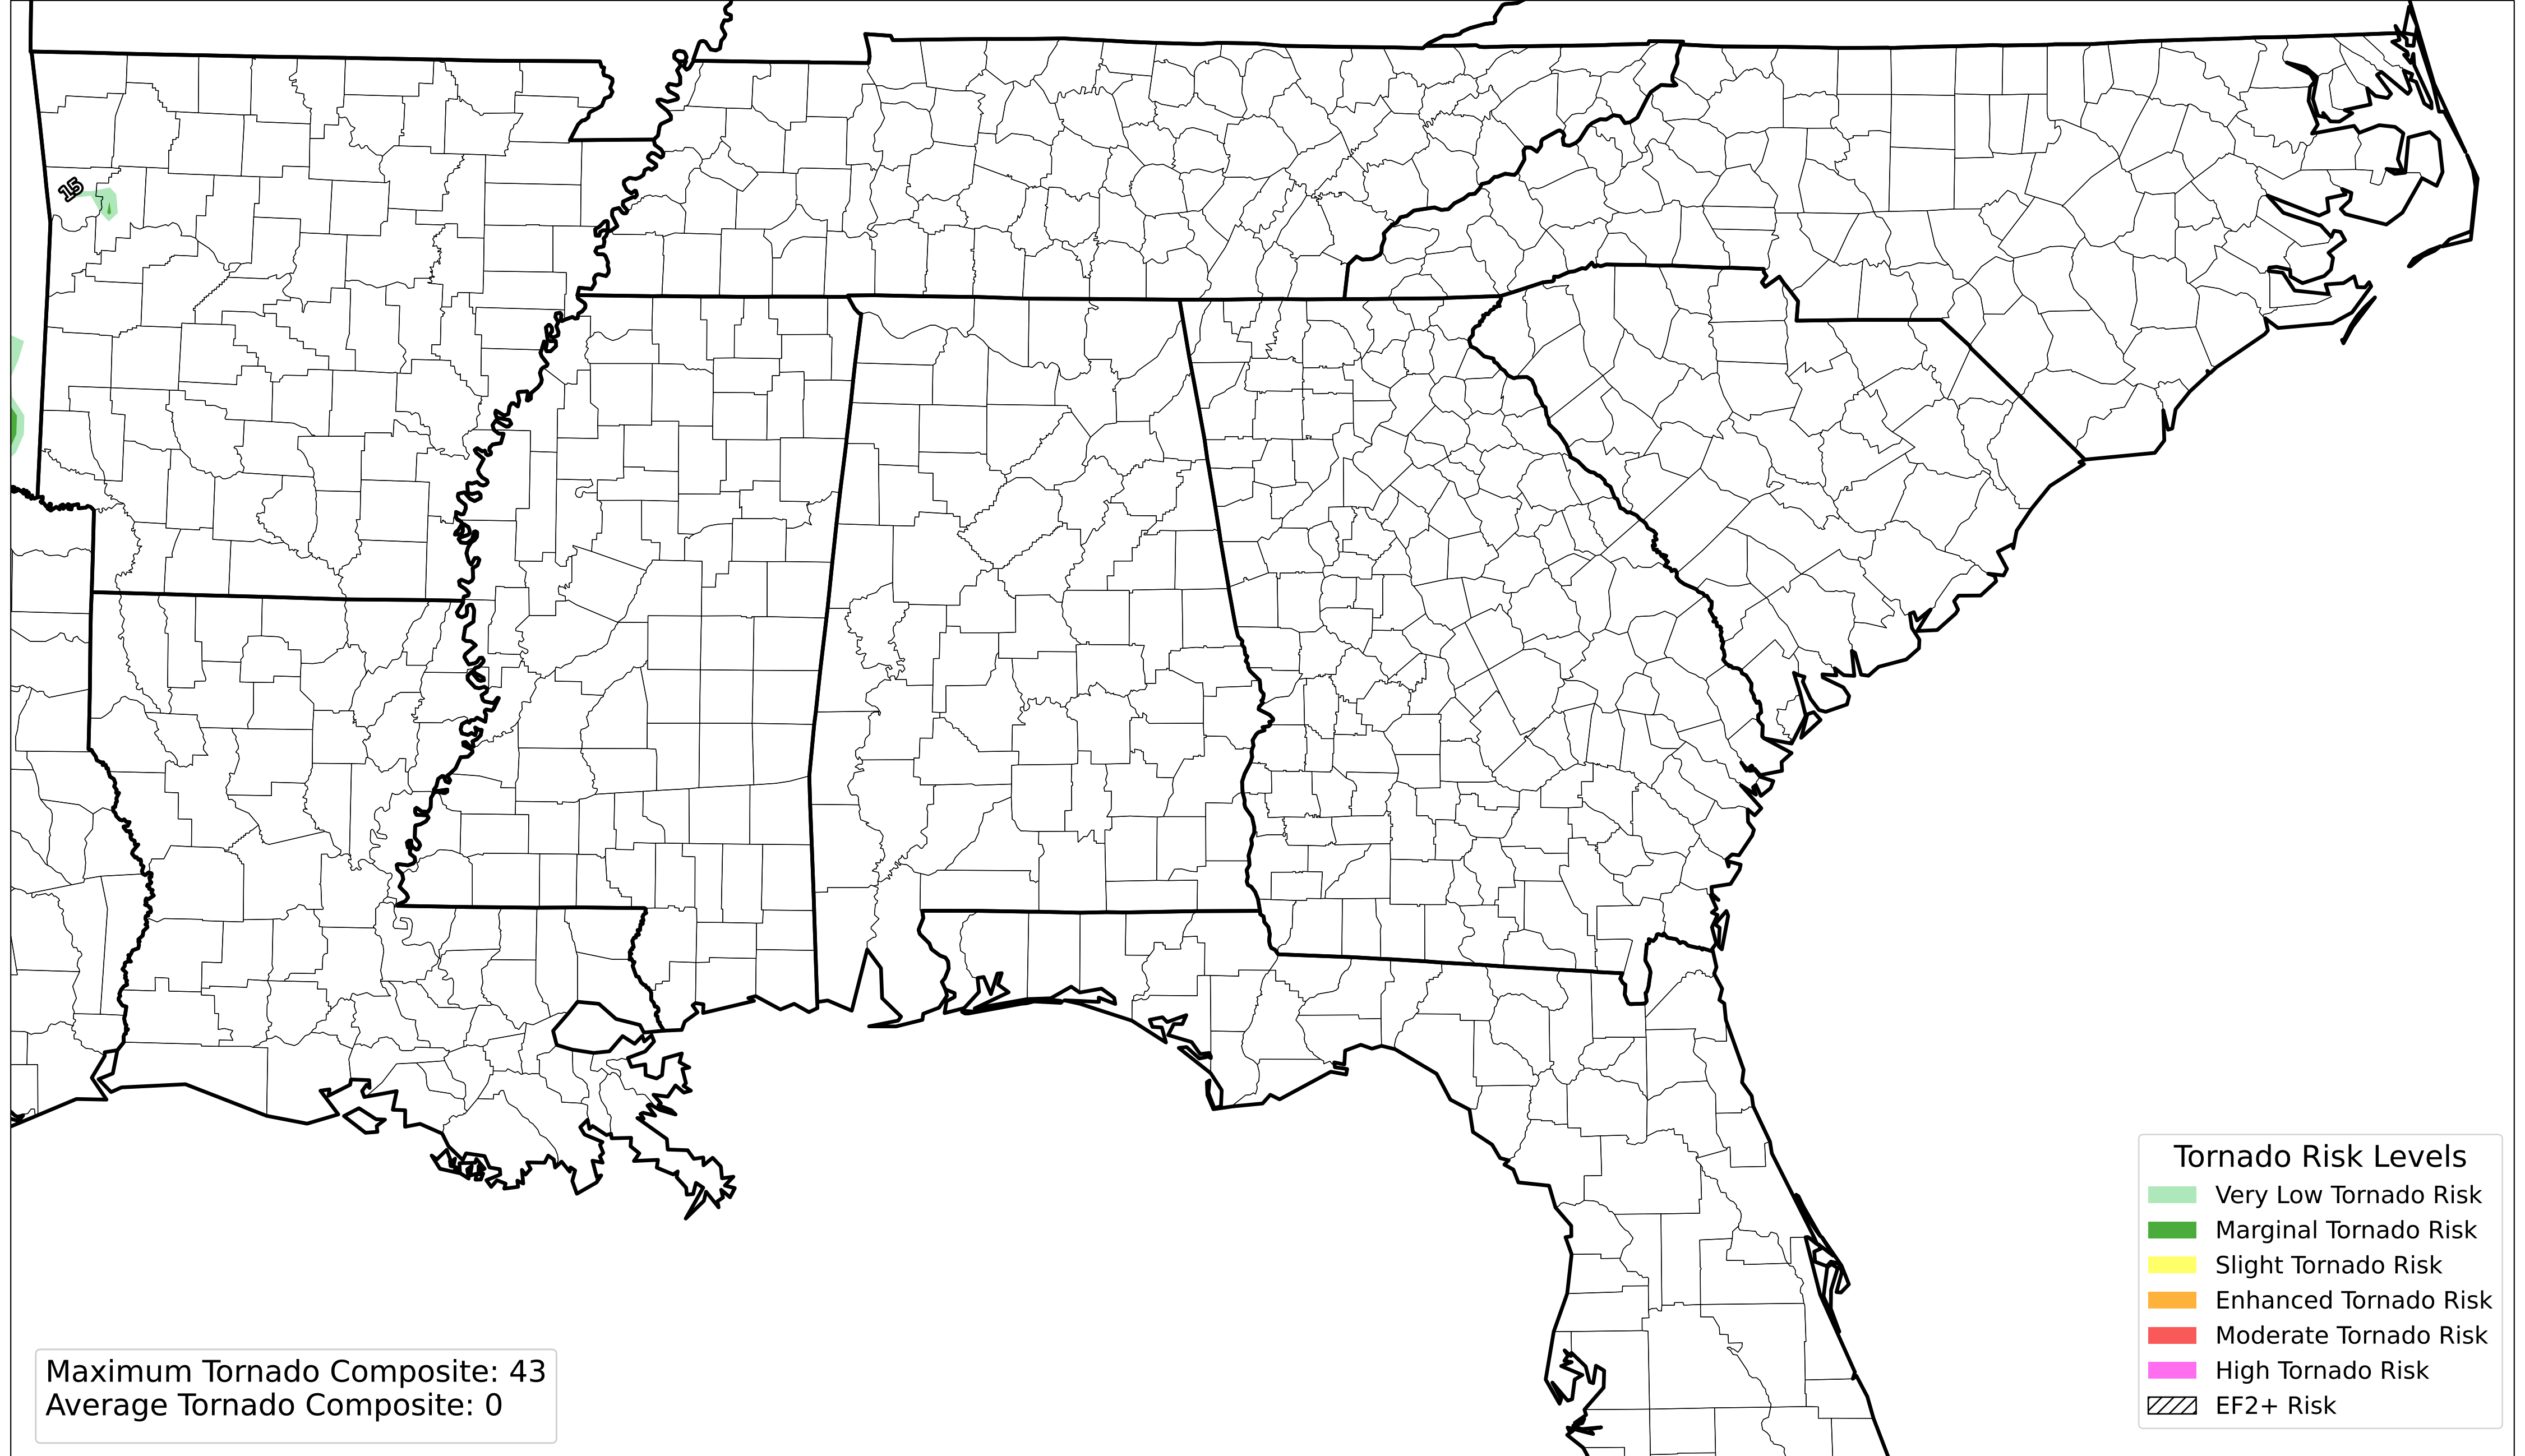 15
Tornado Risk Levels
Very Low Tornado Risk
Marginal Tornado Risk
Slight Tornado Risk
Enhanced Tornado Risk
Moderate Tornado Risk
High Tornado Risk
EF2+ Risk
Maximum Tornado Composite: 43
Average Tornado Composite: 0